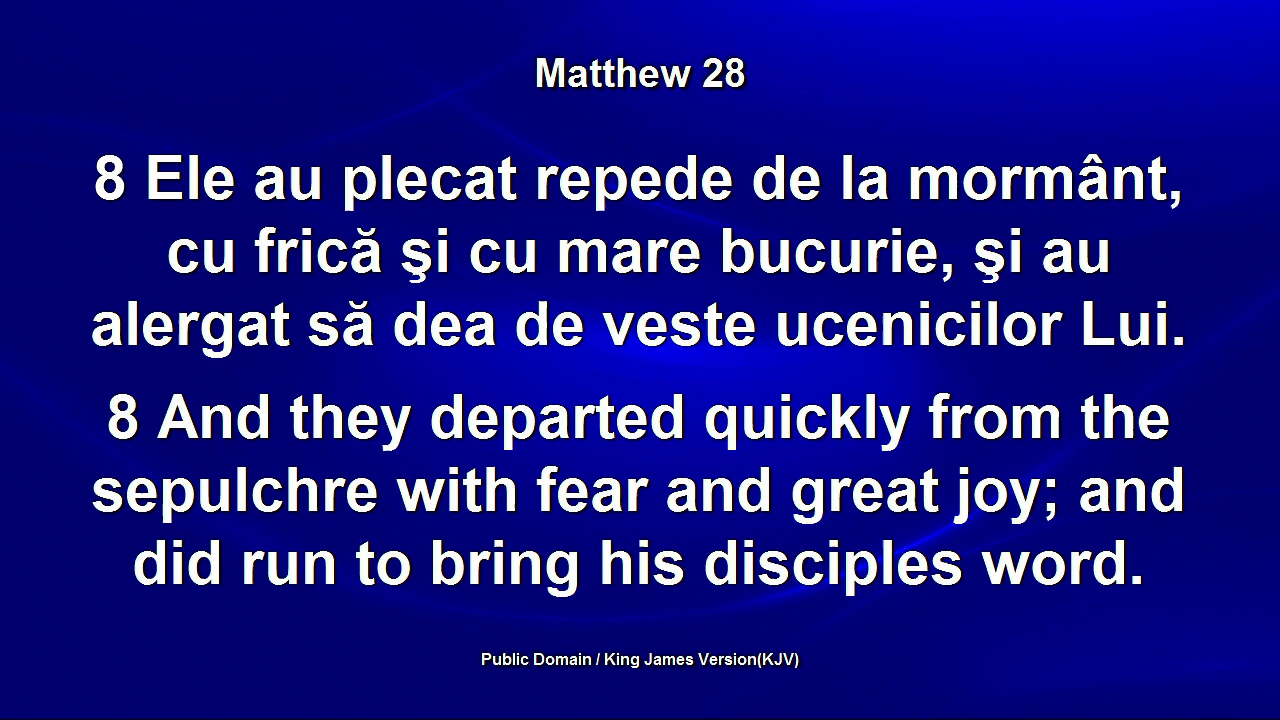 Matthew 28
8 Ele au plecat repede de la mormânt,
cu frică şi cu mare bucurie, şi au
alergat să dea de veste ucenicilor Lui.
8 And they departed quickly from the
sepulchre with fear and great joy; and
did run to bring his disciples word.
Public Domain / King James Version(KJV)